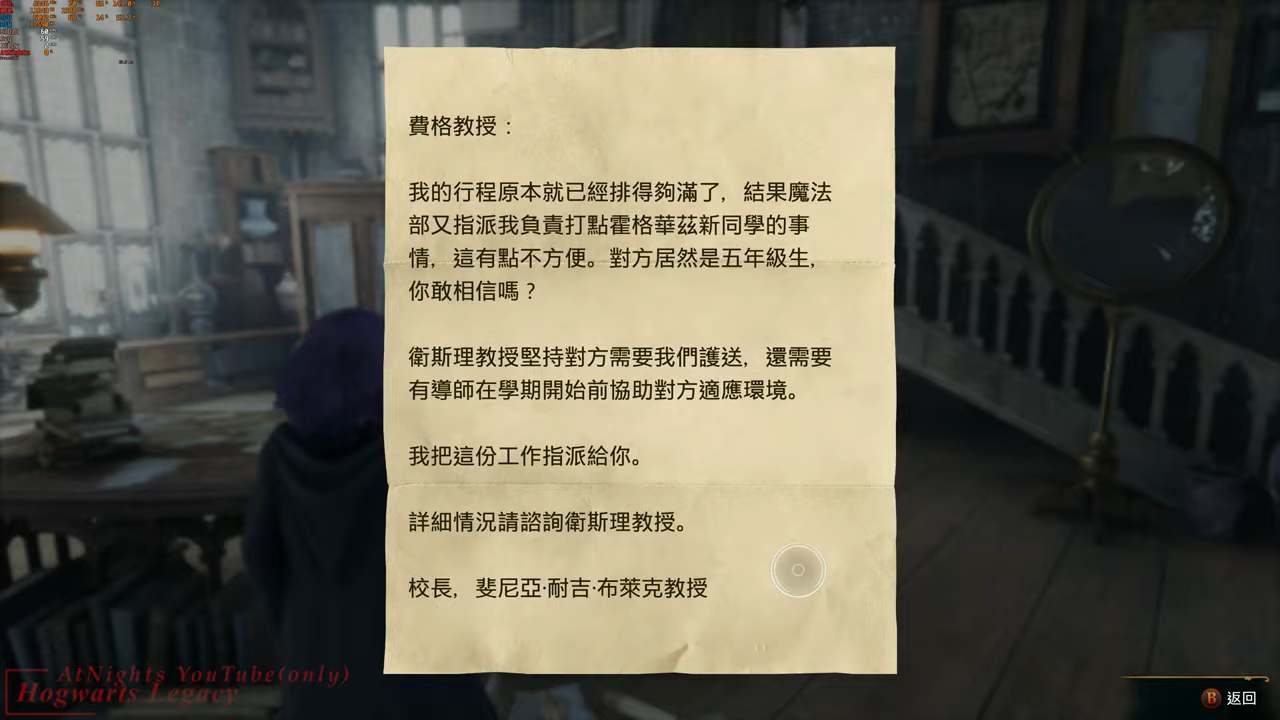 費格教授：
我的行程原本就已經排得夠滿了，結果魔法
部又指派我負責打點霍格華茲新同學的事
情，這有點不方便。對方居然是五年級生，
你敢相信嗎？
衛斯理教授堅持對方需要我們護送，還需要
有導師在學期開始前協助對方適應環境。
我把這份工作指派給你。
詳細情況請諮詢衛斯理教授。
校長，斐尼亞·耐吉·布萊克教授
AtNights YouTube(only)
Hogwarts Legacy
B 返回